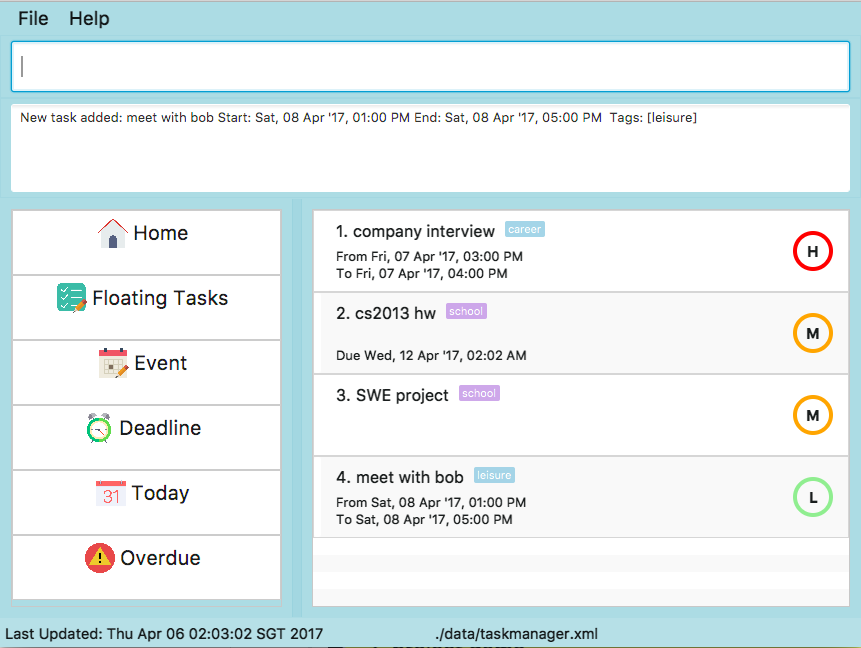 File Help
New task added: meet with bob Start: Sat, 08 Apr '17, 01:00 PM End: Sat, 08 Apr '17, 05:00 PM Tags: [leisure]
Home
Floating Tasks
Event
Deadline
31 Today
Overdue
1. company interview career
From Fri, 07 Apr '17, 03:00 PM
To Fri, 07 Apr '17, 04:00 PM
H
2. cs2013 hw school
Due Wed, 12 Apr '17, 02:02 AM
M
3. SWE project school
M
4. meet with bob leisure
From Sat, 08 Apr '17, 01:00 PM
To Sat, 08 Apr '17, 05:00 PM
L
Last Updated: Thu Apr 06 02:03:02 SGT 2017 ./data/taskmanager.xml